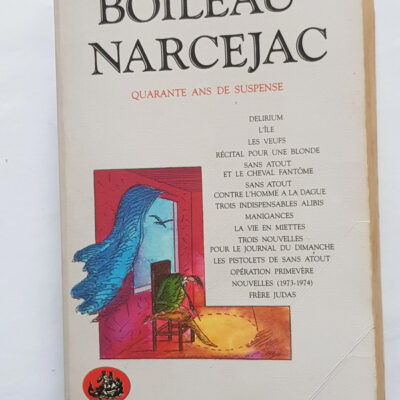 BOILEAU
NARCEJAC
QUARANTE ANS DE SUSPENSE
DELIRIUM
L'ÎLE
LES VEUFS
RÉCITAL POUR UNE BLONDE
SANS ATOUT
ET LE CHEVAL FANTÔME
SANS ATOUT
CONTRE L'HOMME A LA DAGUE
TROIS INDISPENSABLES ALIBIS
MANIGANCES
LA VIE EN MIETTES
TROIS NOUVELLES
POUR LE JOURNAL DU DIMANCHE
LES PISTOLETS DE SANS ATOUT
OPÉRATION PRIMEVÈRE
NOUVELLES (1973-1974)
FRÈRE JUDAS